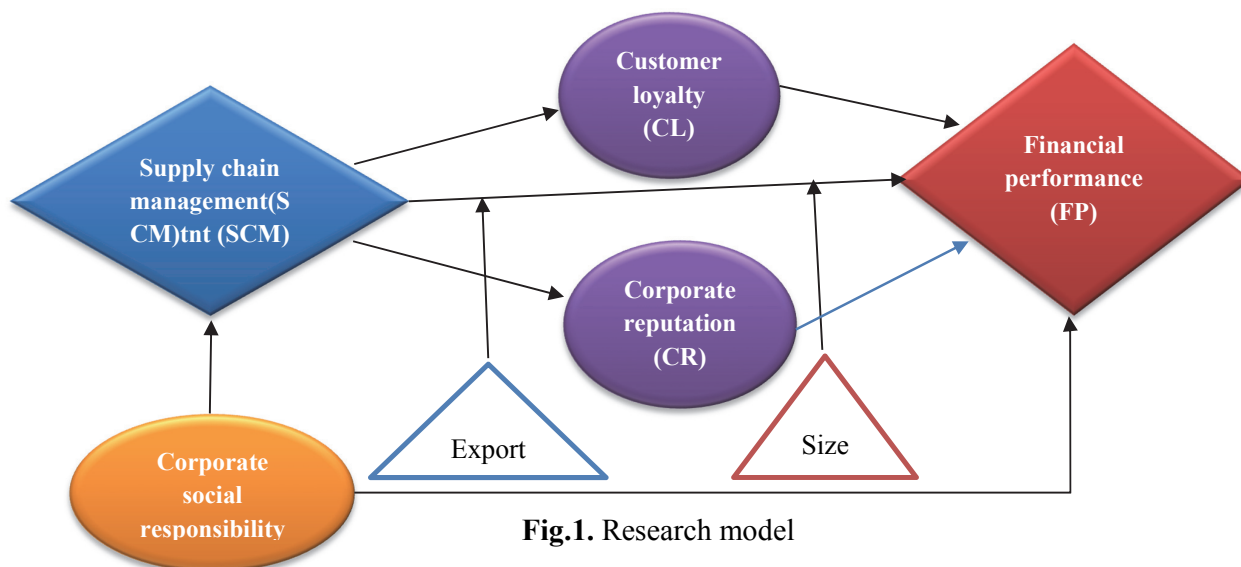 Customer
loyalty
(CL)
Supply chain
management(S
CM)tnt (SCM)
Financial
performance
(FP)
Corporate
reputation
(CR)
Export
Size
Corporate
social
responsibility
Fig.1. Research model